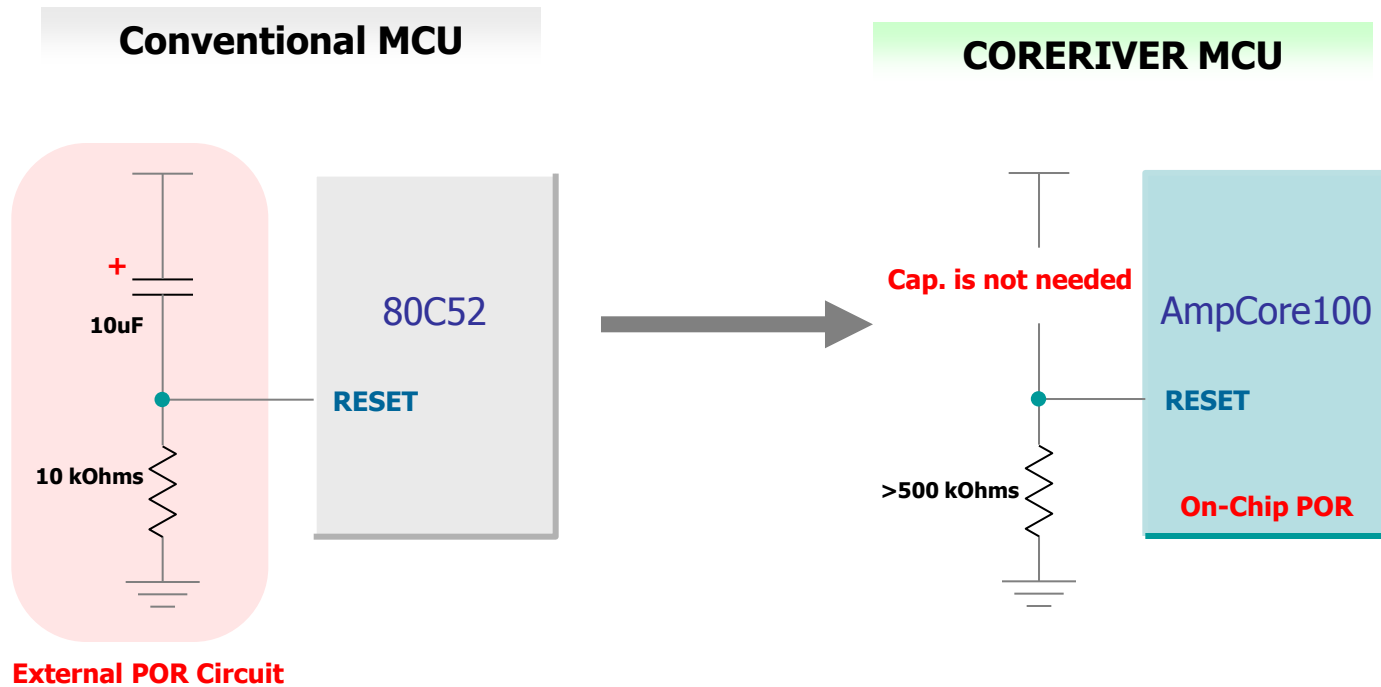 Conventional MCU
CORERIVER MCU
+
10uF
80C52
RESET
10 kOhms
External POR Circuit
Cap. is not needed
AmpCore100
RESET
>500 kOhms
On-Chip POR